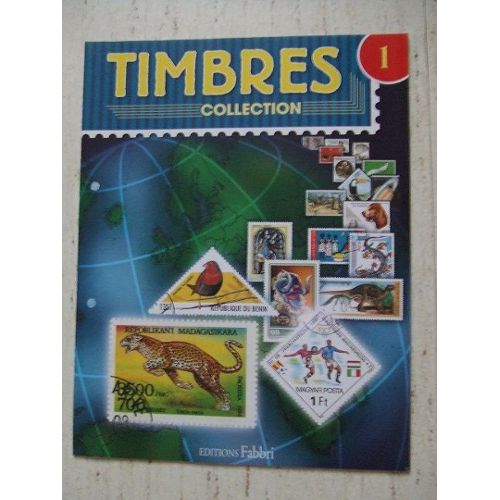 TIMBRES
1
COLLECTION
REPUBLIQUE DU BENIN
REPOBLIKANT MADAGASIKARA
MAGYAR POSTA
1 Ft
EDITIONS Fabbri